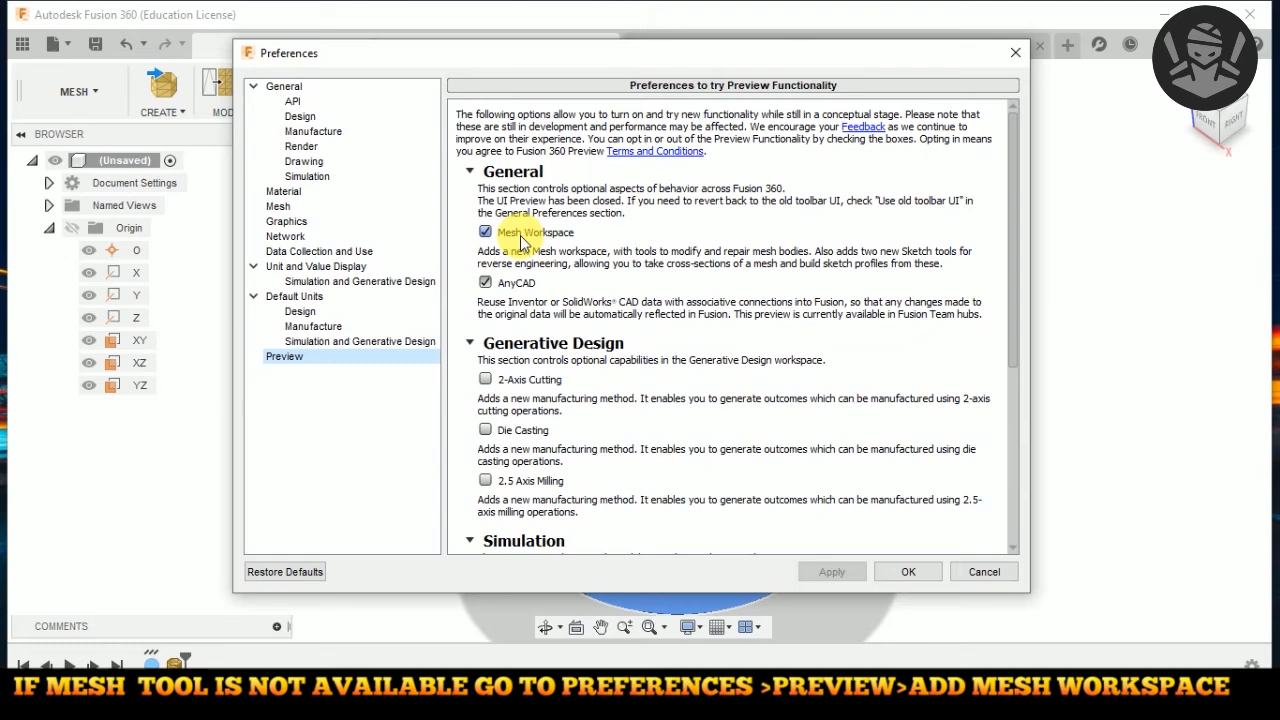 Autodesk Fusion 360 (Education License)
MESH
CREATE
MOD
BROWSER
(Unsaved)
Document Settings
Named Views
Origin
O
X
Y
Z
XY
XZ
YZ
Preferences
General
API
Design
Manufacture
Render
Drawing
Simulation
Material
Mesh
Graphics
Network
Data Collection and Use
Unit and Value Display
Simulation and Generative Design
Default Units
Design
Manufacture
Simulation and Generative Design
Preview
Preferences to try Preview Functionality
The following options allow you to turn on and try new functionality while still in a conceptual stage. Please note that
these are still in development and performance may be affected. We encourage your Feedback as we continue to
improve on their experience. You can opt in or out of the Preview Functionality by checking the boxes. Opting in means
you agree to Fusion 360 Preview Terms and Conditions.
General
This section controls optional aspects of behavior across Fusion 360.
The UI Preview has been closed. If you need to revert back to the old toolbar UI, check "Use old toolbar UI" in
the General Preferences section.
Mesh Workspace
Adds a new Mesh workspace, with tools to modify and repair mesh bodies. Also adds two new Sketch tools for
reverse engineering, allowing you to take cross-sections of a mesh and build sketch profiles from these.
AnyCAD
Reuse Inventor or SolidWorks® CAD data with associative connections into Fusion, so that any changes made to
the original data will be automatically reflected in Fusion. This preview is currently available in Fusion Team hubs.
Generative Design
This section controls optional capabilities in the Generative Design workspace.
2-Axis Cutting
Adds a new manufacturing method. It enables you to generate outcomes which can be manufactured using 2-axis
cutting operations.
Die Casting
Adds a new manufacturing method. It enables you to generate outcomes which can be manufactured using die
casting operations.
2.5 Axis Milling
Adds a new manufacturing method. It enables you to generate outcomes which can be manufactured using 2.5-
axis milling operations.
Simulation
Restore Defaults
Apply
OK
Cancel
FRONT
RIGHT
X
COMMENTS
IF MESH TOOL IS NOT AVAILABLE GO TO PREFERENCES >PREVIEW>ADD MESH WORKSPACE